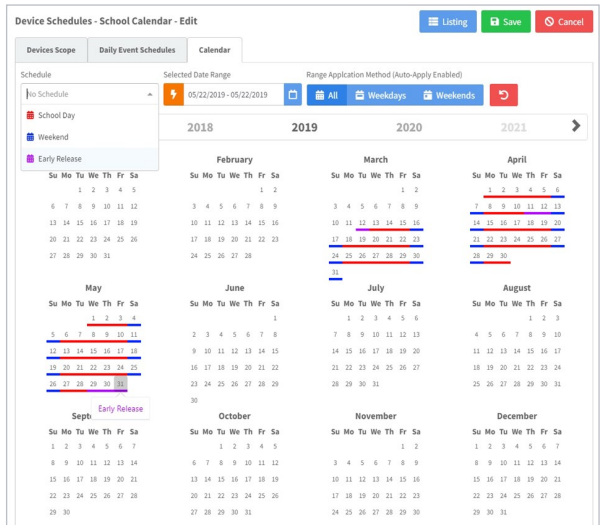 Device Schedules - School Calendar - Edit
Listing Save Cancel
Devices Scope Daily Event Schedules Calendar
Schedule Selected Date Range Range Applcation Method (Auto-Apply Enabled)
No Schedule 05/22/2019 - 05/22/2019 All Weekdays Weekends
School Day
Weekend
Early Release
2018 2019 2020 2021
February March April
Su Mo Tu We Th Fr Sa Su Mo Tu We Th Fr Sa Su Mo Tu We Th Fr Sa Su Mo Tu We Th Fr Sa
1 2 3 4 5 1 2 1 2 1 2 3 4 5 6
6 7 8 9 10 11 12 3 4 5 6 7 8 9 3 4 5 6 7 8 9 7 8 9 10 11 12 13
13 14 15 16 17 18 19 10 11 12 13 14 15 16 10 11 12 13 14 15 16 14 15 16 17 18 19 20
20 21 22 23 24 25 26 17 18 19 20 21 22 23 17 18 19 20 21 22 23 21 22 23 24 25 26 27
27 28 29 30 31 24 25 26 27 28 24 25 26 27 28 29 30 28 29 30
31
May June July August
Su Mo Tu We Th Fr Sa Su Mo Tu We Th Fr Sa Su Mo Tu We Th Fr Sa Su Mo Tu We Th Fr Sa
1 2 3 4 1 1 2 3 4 5 6 1 2 3
5 6 7 8 9 10 11 2 3 4 5 6 7 8 7 8 9 10 11 12 13 4 5 6 7 8 9 10
12 13 14 15 16 17 18 9 10 11 12 13 14 15 14 15 16 17 18 19 20 11 12 13 14 15 16 17
19 20 21 22 23 24 25 16 17 18 19 20 21 22 21 22 23 24 25 26 27 18 19 20 21 22 23 24
26 27 28 29 30 31 23 24 25 26 27 28 29 28 29 30 31 25 26 27 28 29 30 31
30
Early Release
Septe October November December
Su Mo Tu We Th Fr Sa Su Mo Tu We Th Fr Sa Su Mo Tu We Th Fr Sa Su Mo Tu We Th Fr Sa
1 2 3 4 5 6 7 1 2 3 4 5 1 2 1 2 3 4 5 6 7
8 9 10 11 12 13 14 6 7 8 9 10 11 12 3 4 5 6 7 8 9 8 9 10 11 12 13 14
15 16 17 18 19 20 21 13 14 15 16 17 18 19 10 11 12 13 14 15 16 15 16 17 18 19 20 21
22 23 24 25 26 27 28 20 21 22 23 24 25 26 17 18 19 20 21 22 23 22 23 24 25 26 27 28
29 30 27 28 29 30 31 24 25 26 27 28 29 30 29 30 31